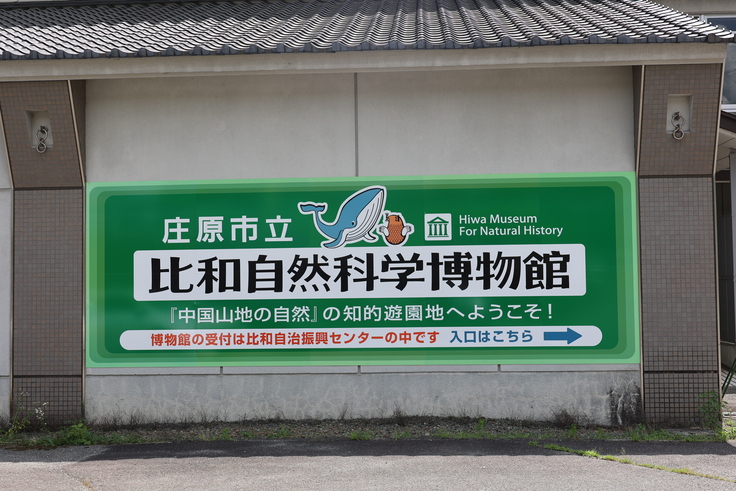 庄原市立
Hiwa Museum
For Natural History
比和自然科学博物館
『中国山地の自然』の知的遊園地へようこそ！
博物館の受付は比和自治振興センターの中です 入口はこちら